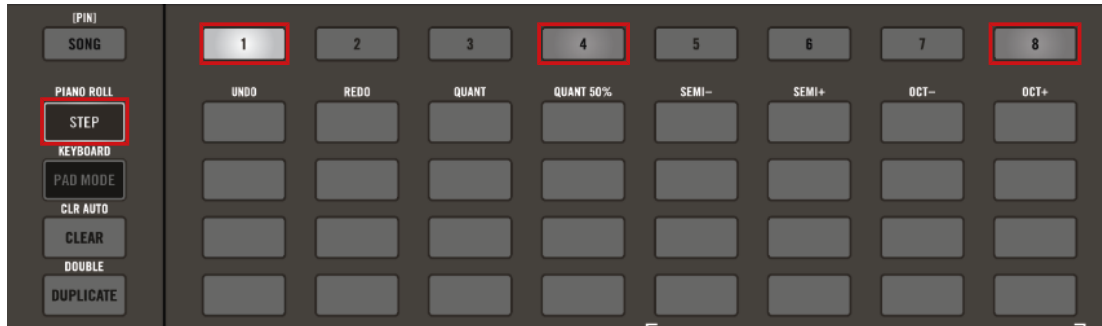 [PIN]
SONG 1 2 3 4 5 6 7 8
PIANO ROLL UNDO REDO QUANT QUANT 50% SEMI− SEMI+ OCT− OCT+
STEP
KEYBOARD
PAD MODE
CLR AUTO
CLEAR
DOUBLE
DUPLICATE